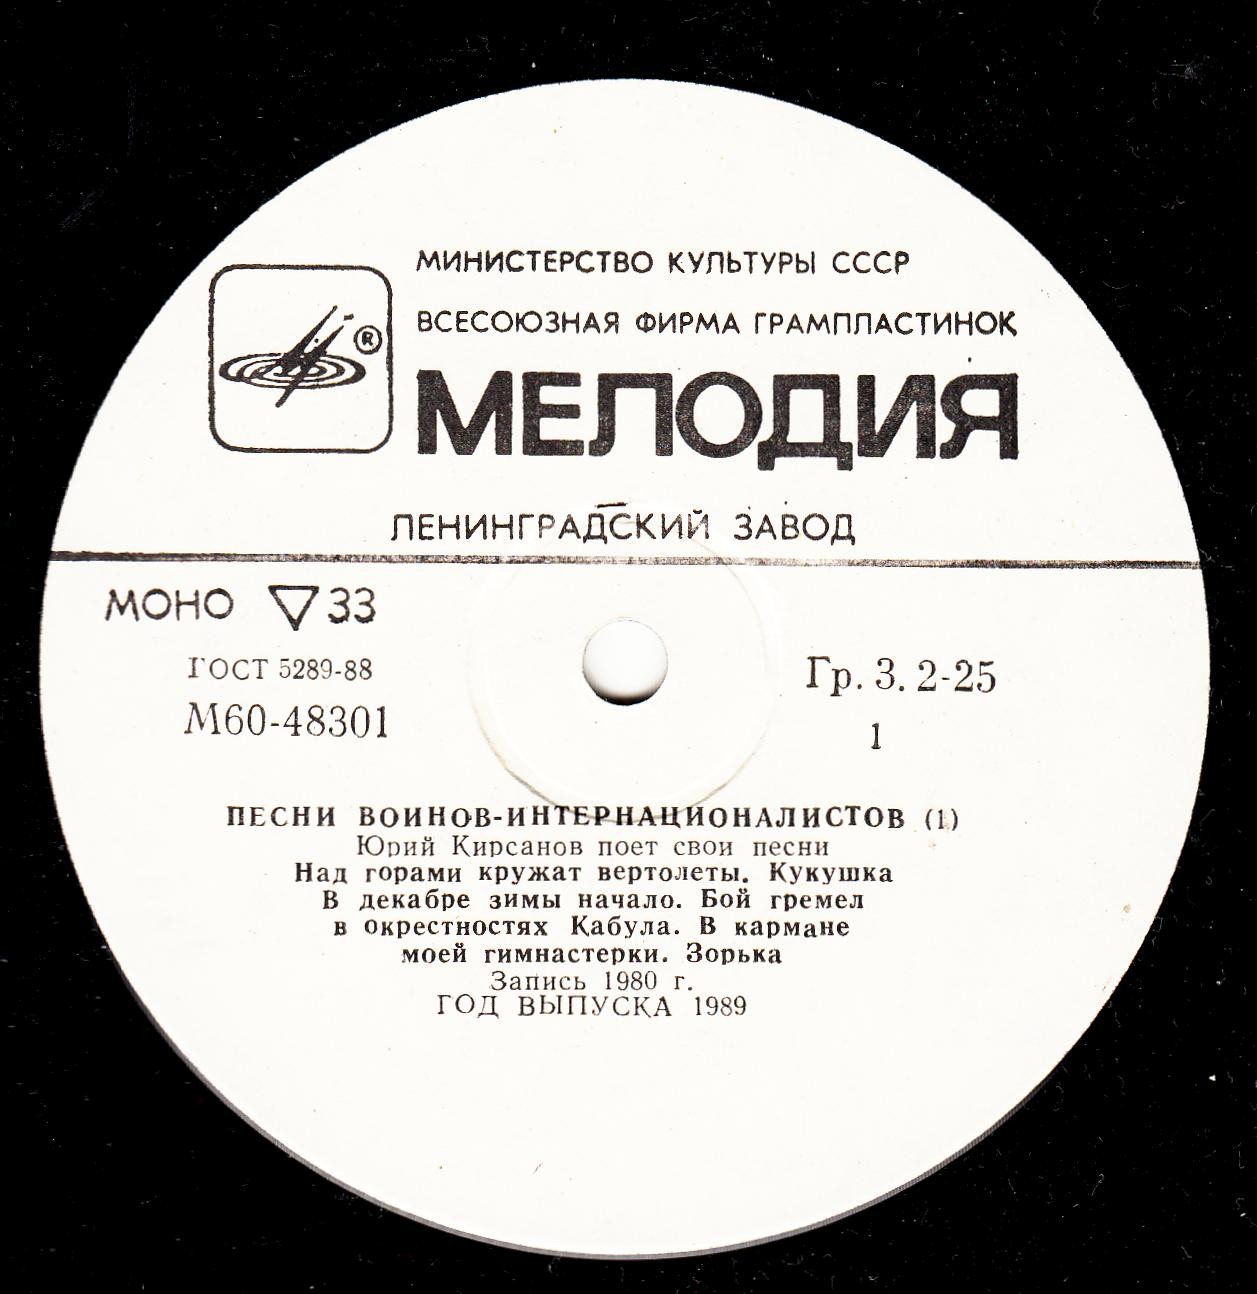 МИНИСТЕРСТВО КУЛЬТУРЫ СССР
ВСЕСОЮЗНАЯ ФИРМА ГРАМПЛАСТИНОК
®
МЕЛОДИЯ
ЛЕНИНГРАДСКИЙ ЗАВОД
МОНО ▽ 33
ГОСТ 5289-88
М60-48301
Гр. 3. 2-25
1
ПЕСНИ ВОИНОВ-ИНТЕРНАЦИОНАЛИСТОВ (1)
Юрий Кирсанов поет свои песни
Над горами кружат вертолеты. Кукушка
В декабре зимы начало. Бой гремел
в окрестностях Кабула. В кармане
моей гимнастерки. Зорька
Запись 1980 г.
ГОД ВЫПУСКА 1989